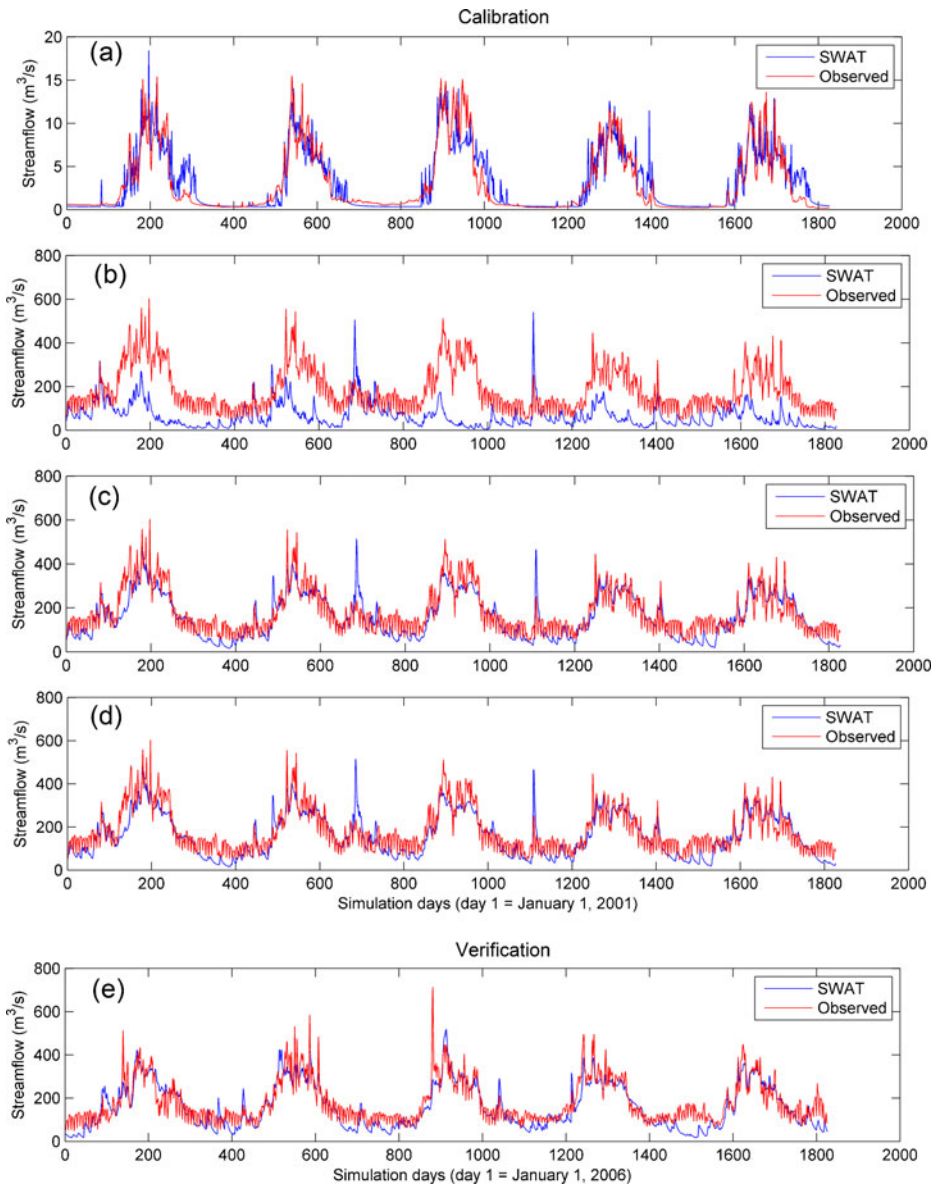 Calibration
(a)
Streamflow (m³/s)
20
15
10
5
0
SWAT
Observed
200 400 600 800 1000 1200 1400 1600 1800 2000
(b)
Streamflow (m³/s)
800
600
400
200
0
SWAT
Observed
0 200 400 600 800 1000 1200 1400 1600 1800 2000
(c)
Streamflow (m³/s)
800
600
400
200
0
SWAT
Observed
0 200 400 600 800 1000 1200 1400 1600 1800 2000
(d)
Streamflow (m³/s)
800
600
400
200
0
SWAT
Observed
0 200 400 600 800 1000 1200 1400 1600 1800 2000
Simulation days (day 1 = January 1, 2001)
Verification
(e)
Streamflow (m³/s)
800
600
400
200
0
SWAT
Observed
0 200 400 600 800 1000 1200 1400 1600 1800 2000
Simulation days (day 1 = January 1, 2006)